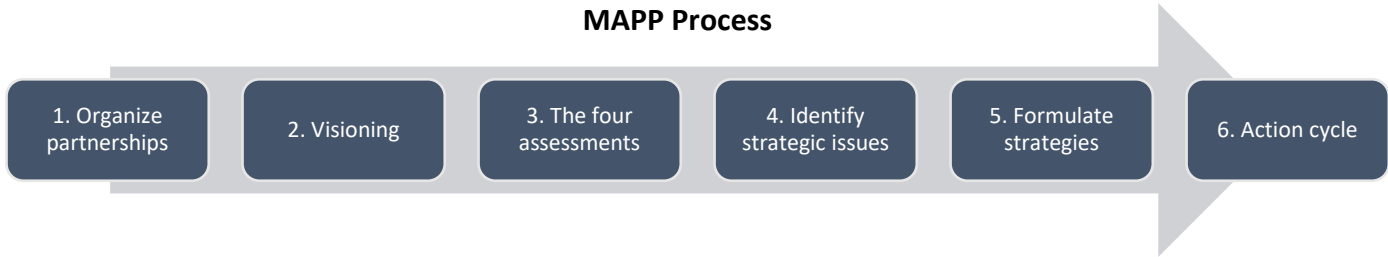 MAPP Process
1. Organize
partnerships
2. Visioning
3. The four
assessments
4. Identify
strategic issues
5. Formulate
strategies
6. Action cycle